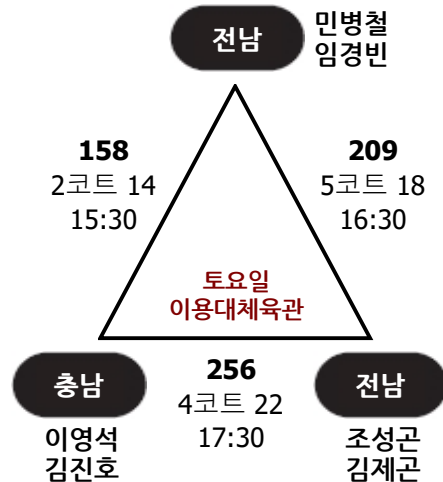 전남
민병철
임경빈
158
2코트 14
15:30
209
5코트 18
16:30
토요일
이용대체육관
충남
이영석
김진호
256
4코트 22
17:30
전남
조성곤
김제곤